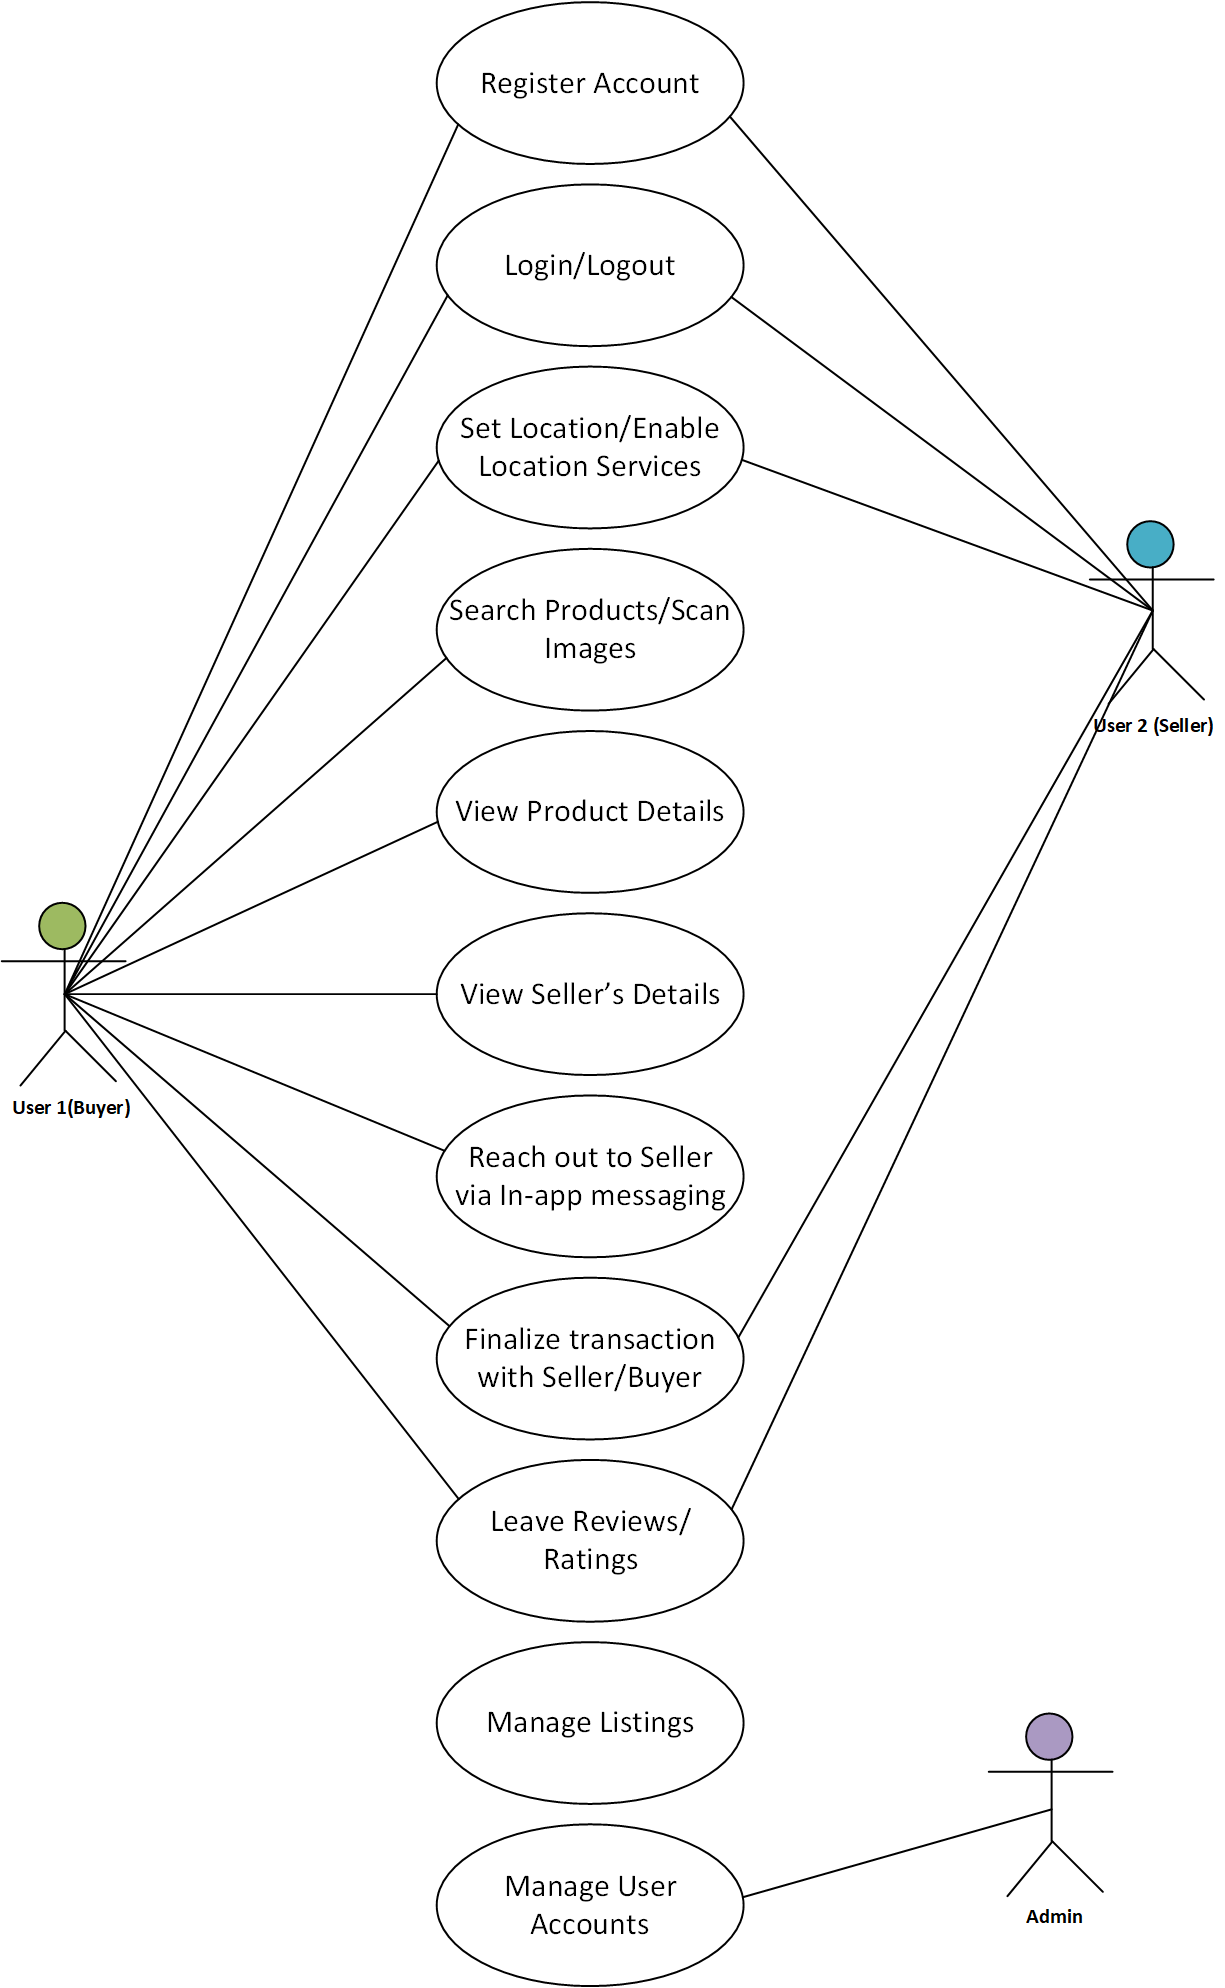 Register Account
Login/Logout
Set Location/Enable
Location Services
Search Products/Scan
Images
User 2 (Seller)
View Product Details
View Seller’s Details
User 1(Buyer)
Reach out to Seller
via In-app messaging
Finalize transaction
with Seller/Buyer
Leave Reviews/
Ratings
Manage Listings
Manage User
Accounts
Admin